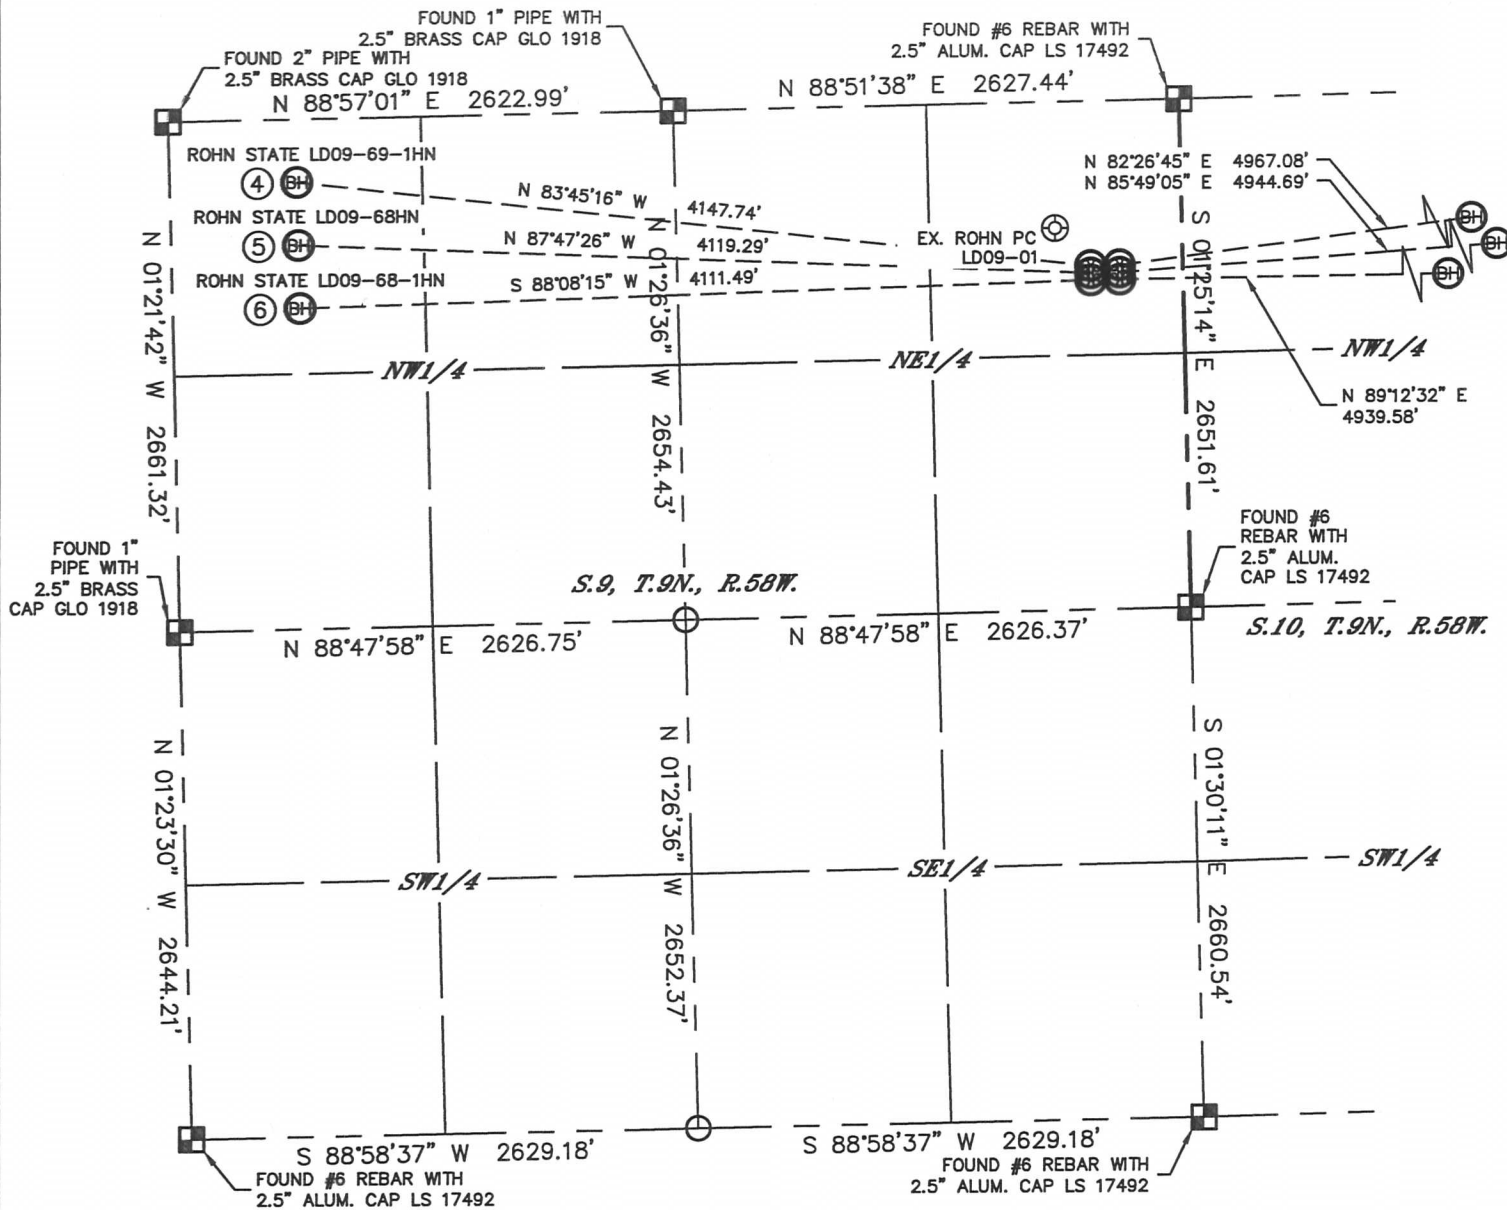 FOUND 1" PIPE WITH
2.5" BRASS CAP GLO 1918
FOUND 2" PIPE WITH
2.5" BRASS CAP GLO 1918
FOUND #6 REBAR WITH
2.5" ALUM. CAP LS 17492
N 88°57'01" E 2622.99'
N 88°51'38" E 2627.44'
ROHN STATE LD09-69-1HN
4 BH
N 83°45'16" W 4147.74'
N 82°26'45" E 4967.08'
N 85°49'05" E 4944.69'
ROHN STATE LD09-68HN
5 BH
N 87°47'26" W 4119.29'
EX. ROHN PC
LD09-01
BH
BH
BH
ROHN STATE LD09-68-1HN
6 BH
S 88°08'15" W 4111.49'
N 01°21'42" W 2661.32'
N 01°26'36" W 2654.43'
S 01°25'14" E 2651.61'
NW1/4
NE1/4
NW1/4
N 89°12'32" E
4939.58'
FOUND 1"
PIPE WITH
2.5" BRASS
CAP GLO 1918
FOUND #6
REBAR WITH
2.5" ALUM.
CAP LS 17492
S.9, T.9N., R.58W.
N 88°47'58" E 2626.75'
N 88°47'58" E 2626.37'
S.10, T.9N., R.58W.
N 01°23'30" W 2644.21'
N 01°26'36" W 2652.37'
S 01°30'11" E 2660.54'
SW1/4
SE1/4
SW1/4
S 88°58'37" W 2629.18'
S 88°58'37" W 2629.18'
FOUND #6 REBAR WITH
2.5" ALUM. CAP LS 17492
FOUND #6 REBAR WITH
2.5" ALUM. CAP LS 17492